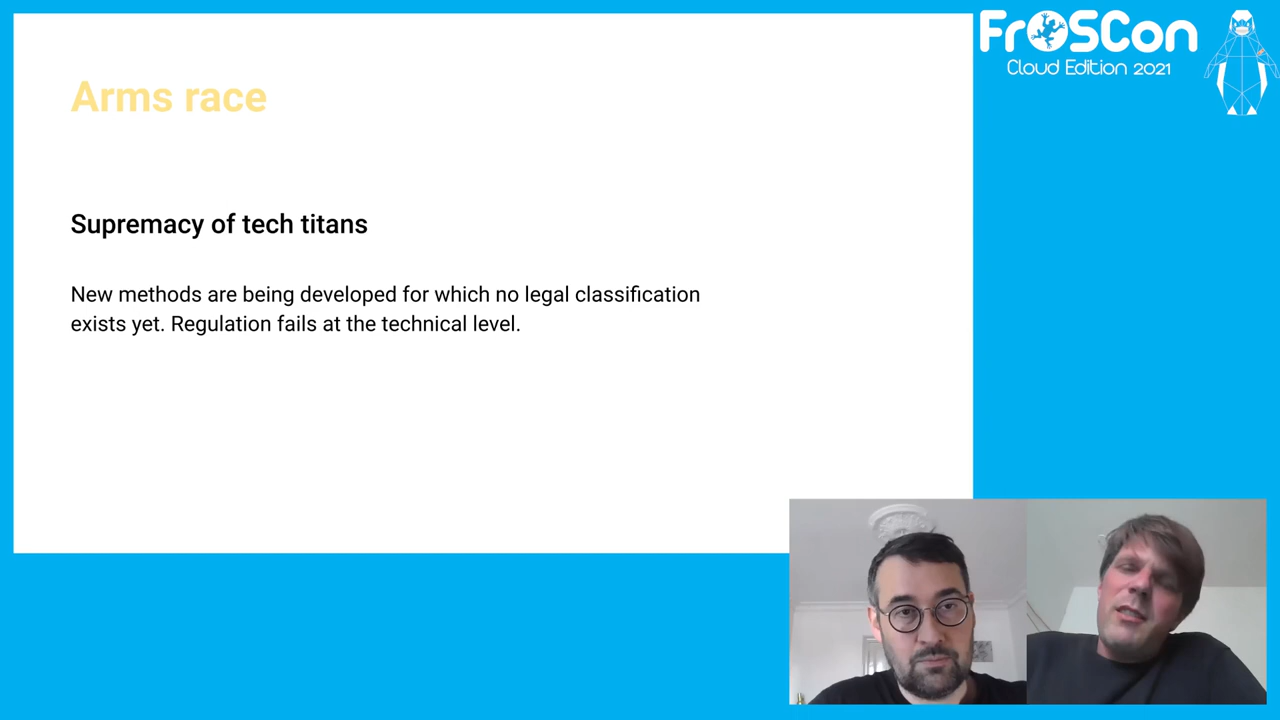 FrOSCon
Cloud Edition 2021
Arms race
Supremacy of tech titans
New methods are being developed for which no legal classification
exists yet. Regulation fails at the technical level.